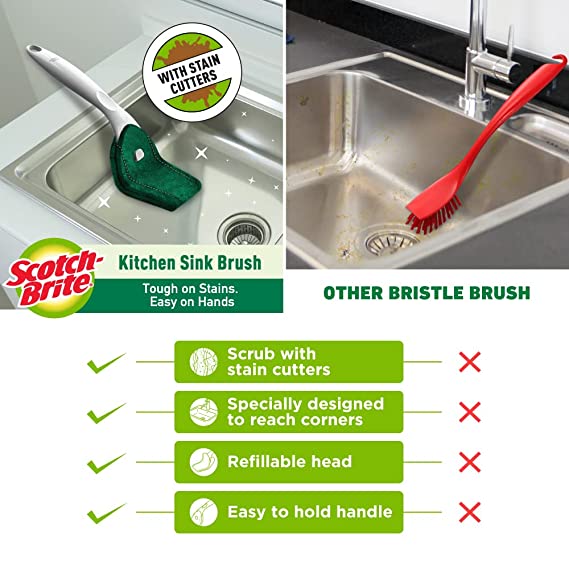 WITH STAIN
CUTTERS
Scotch-
Brite
Kitchen Sink Brush
Tough on Stains.
Easy on Hands
OTHER BRISTLE BRUSH
Scrub with
stain cutters
Specially designed
to reach corners
Refillable head
Easy to hold handle